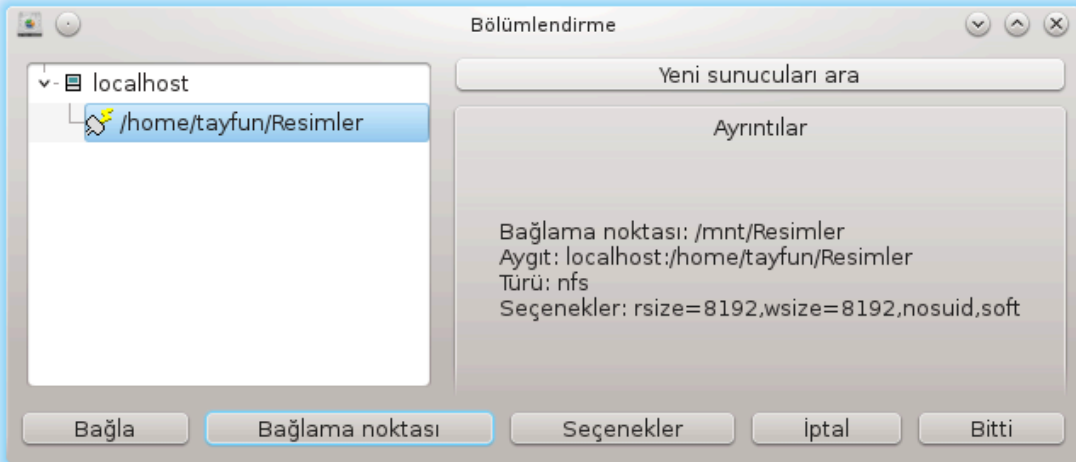 Bölümlendirme
localhost
/home/tayfun/Resimler
Yeni sunucuları ara
Ayrıntılar
Bağlama noktası: /mnt/Resimler
Aygıt: localhost:/home/tayfun/Resimler
Türü: nfs
Seçenekler: rsize=8192,wsize=8192,nosuid,soft
Bağla
Bağlama noktası
Seçenekler
İptal
Bitti